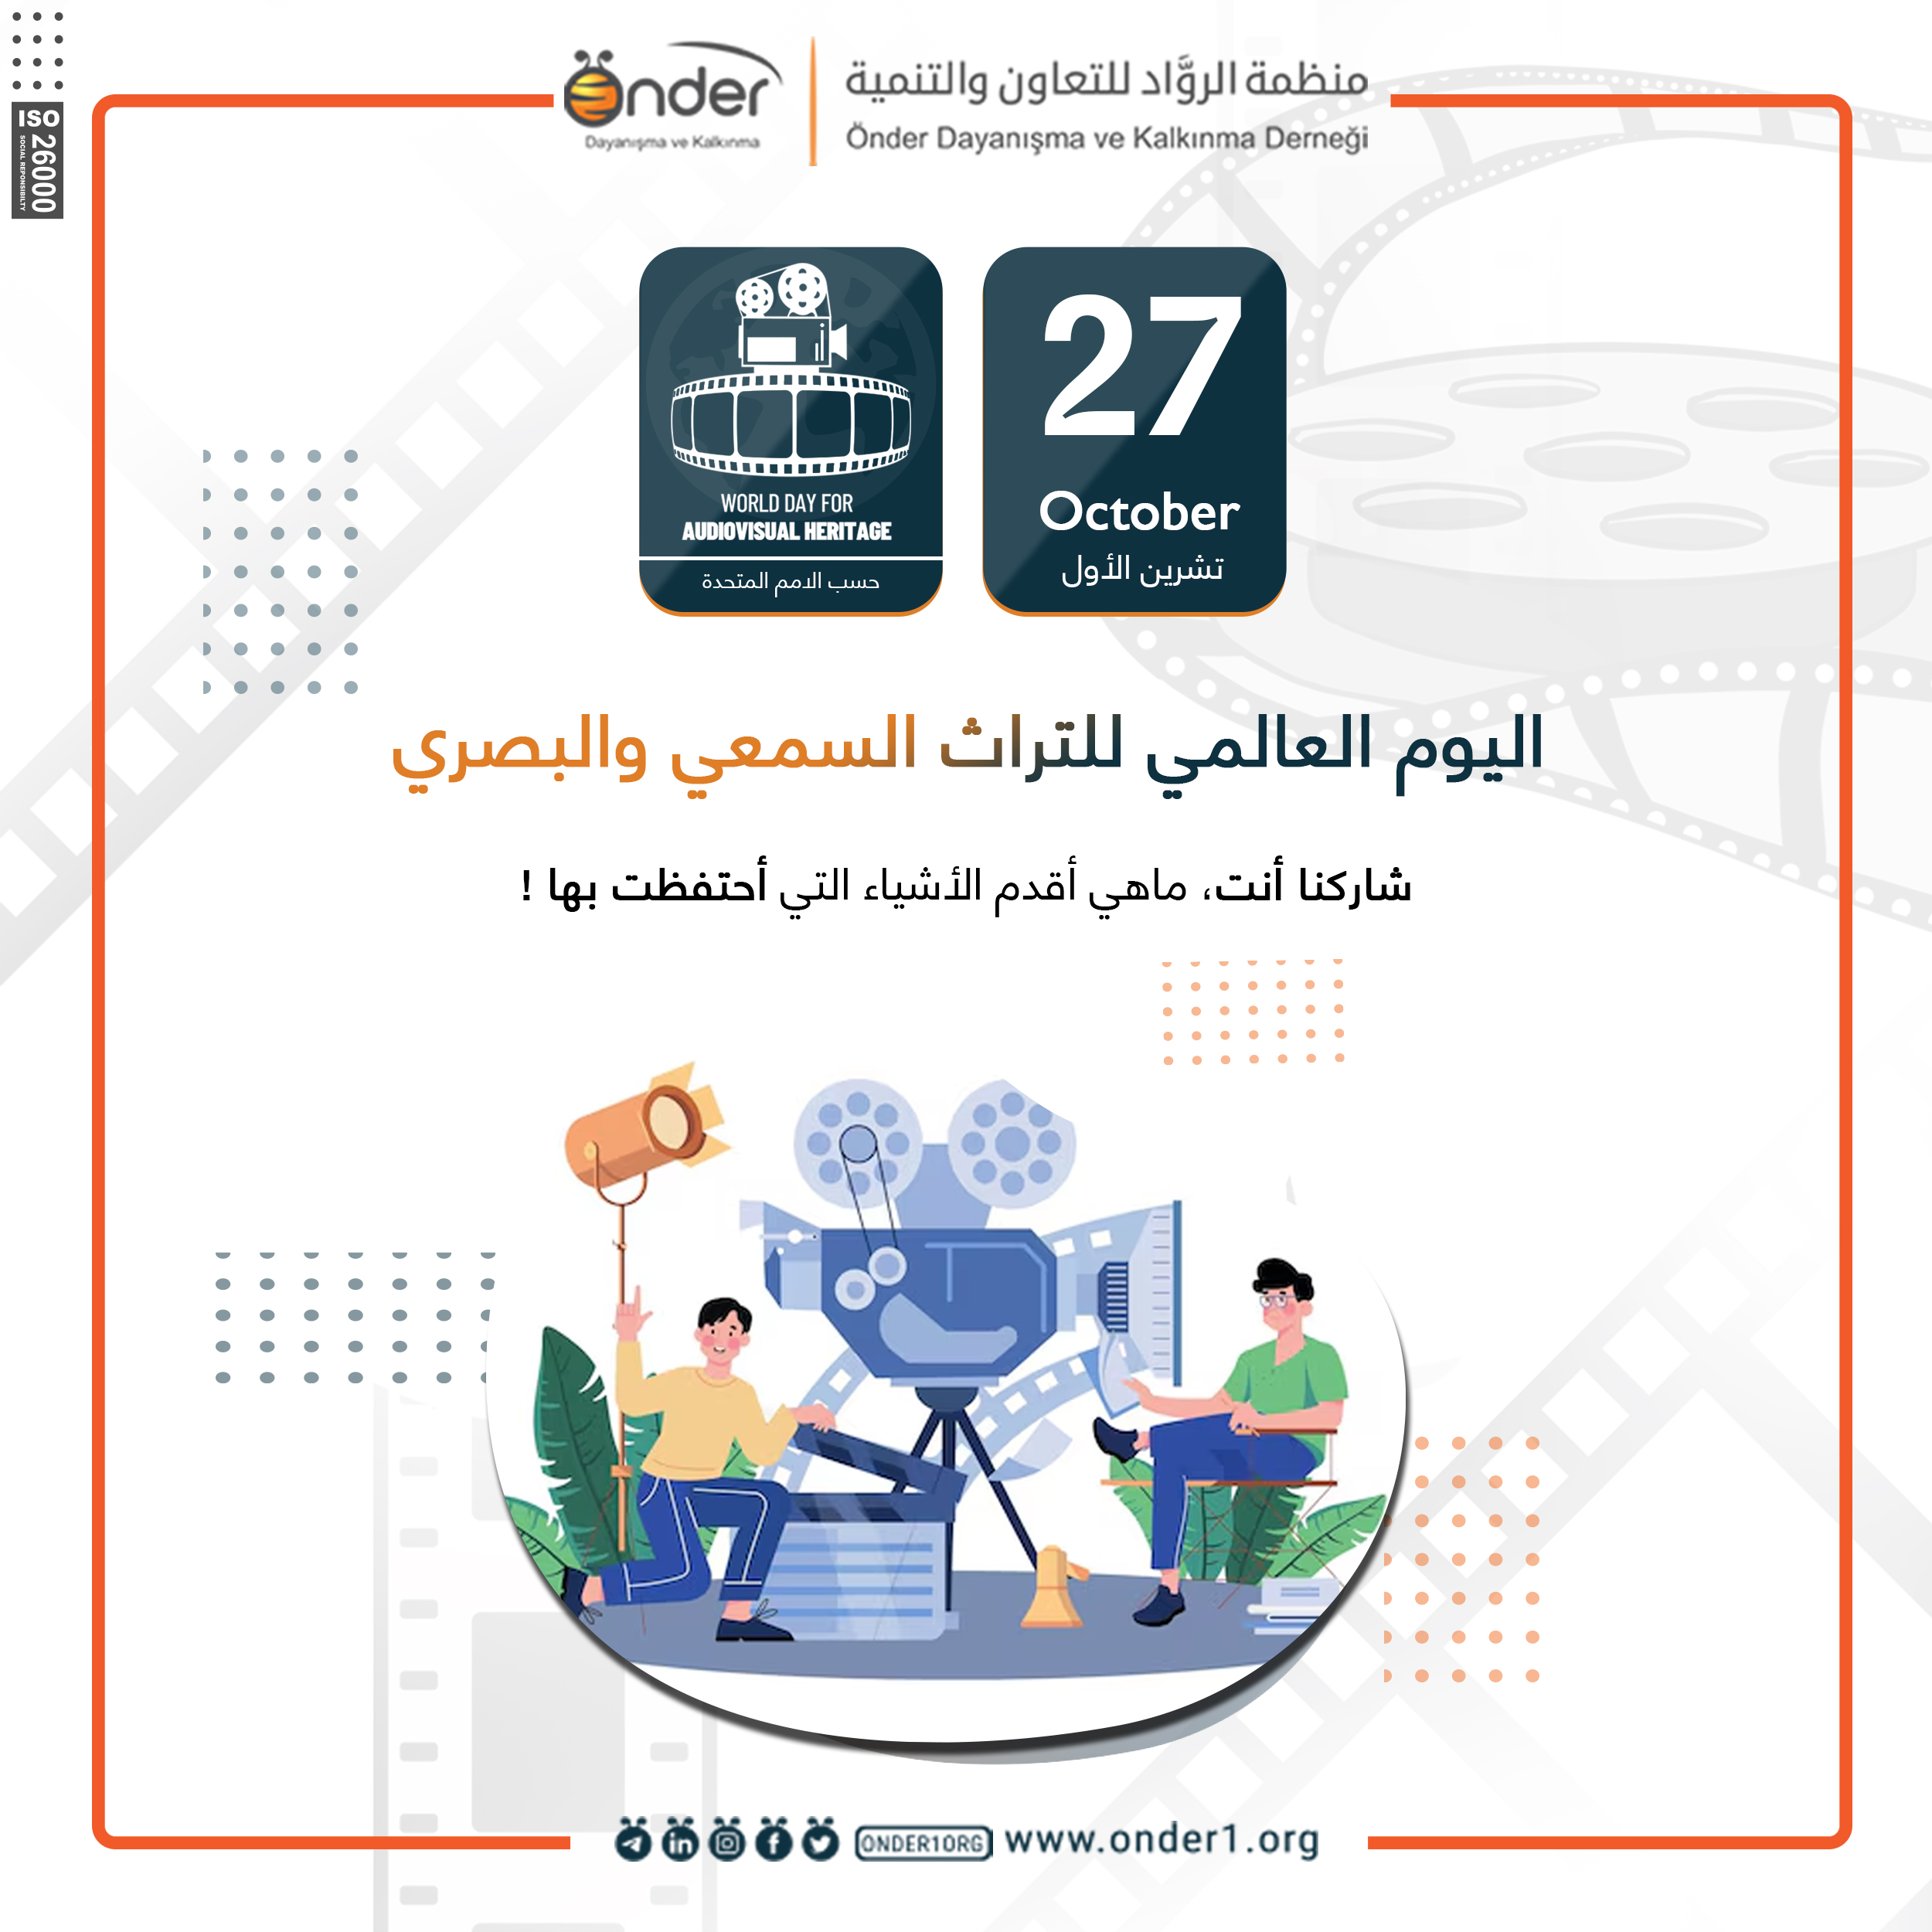 ISO
26000
SOCIAL REPONSIBILTY
önder
Dayanışma ve Kalkınma
منظمة الروَّاد للتعاون والتنمية
Önder Dayanışma ve Kalkınma Derneği
27
October
تشرين الأول
WORLD DAY FOR
AUDIOVISUAL HERITAGE
حسب الامم المتحدة
اليوم العالمي للتراث السمعي والبصري
شاركنا أنت، ماهي أقدم الأشياء التي أحتفظت بها !
ONDER1ORG www.onder1.org